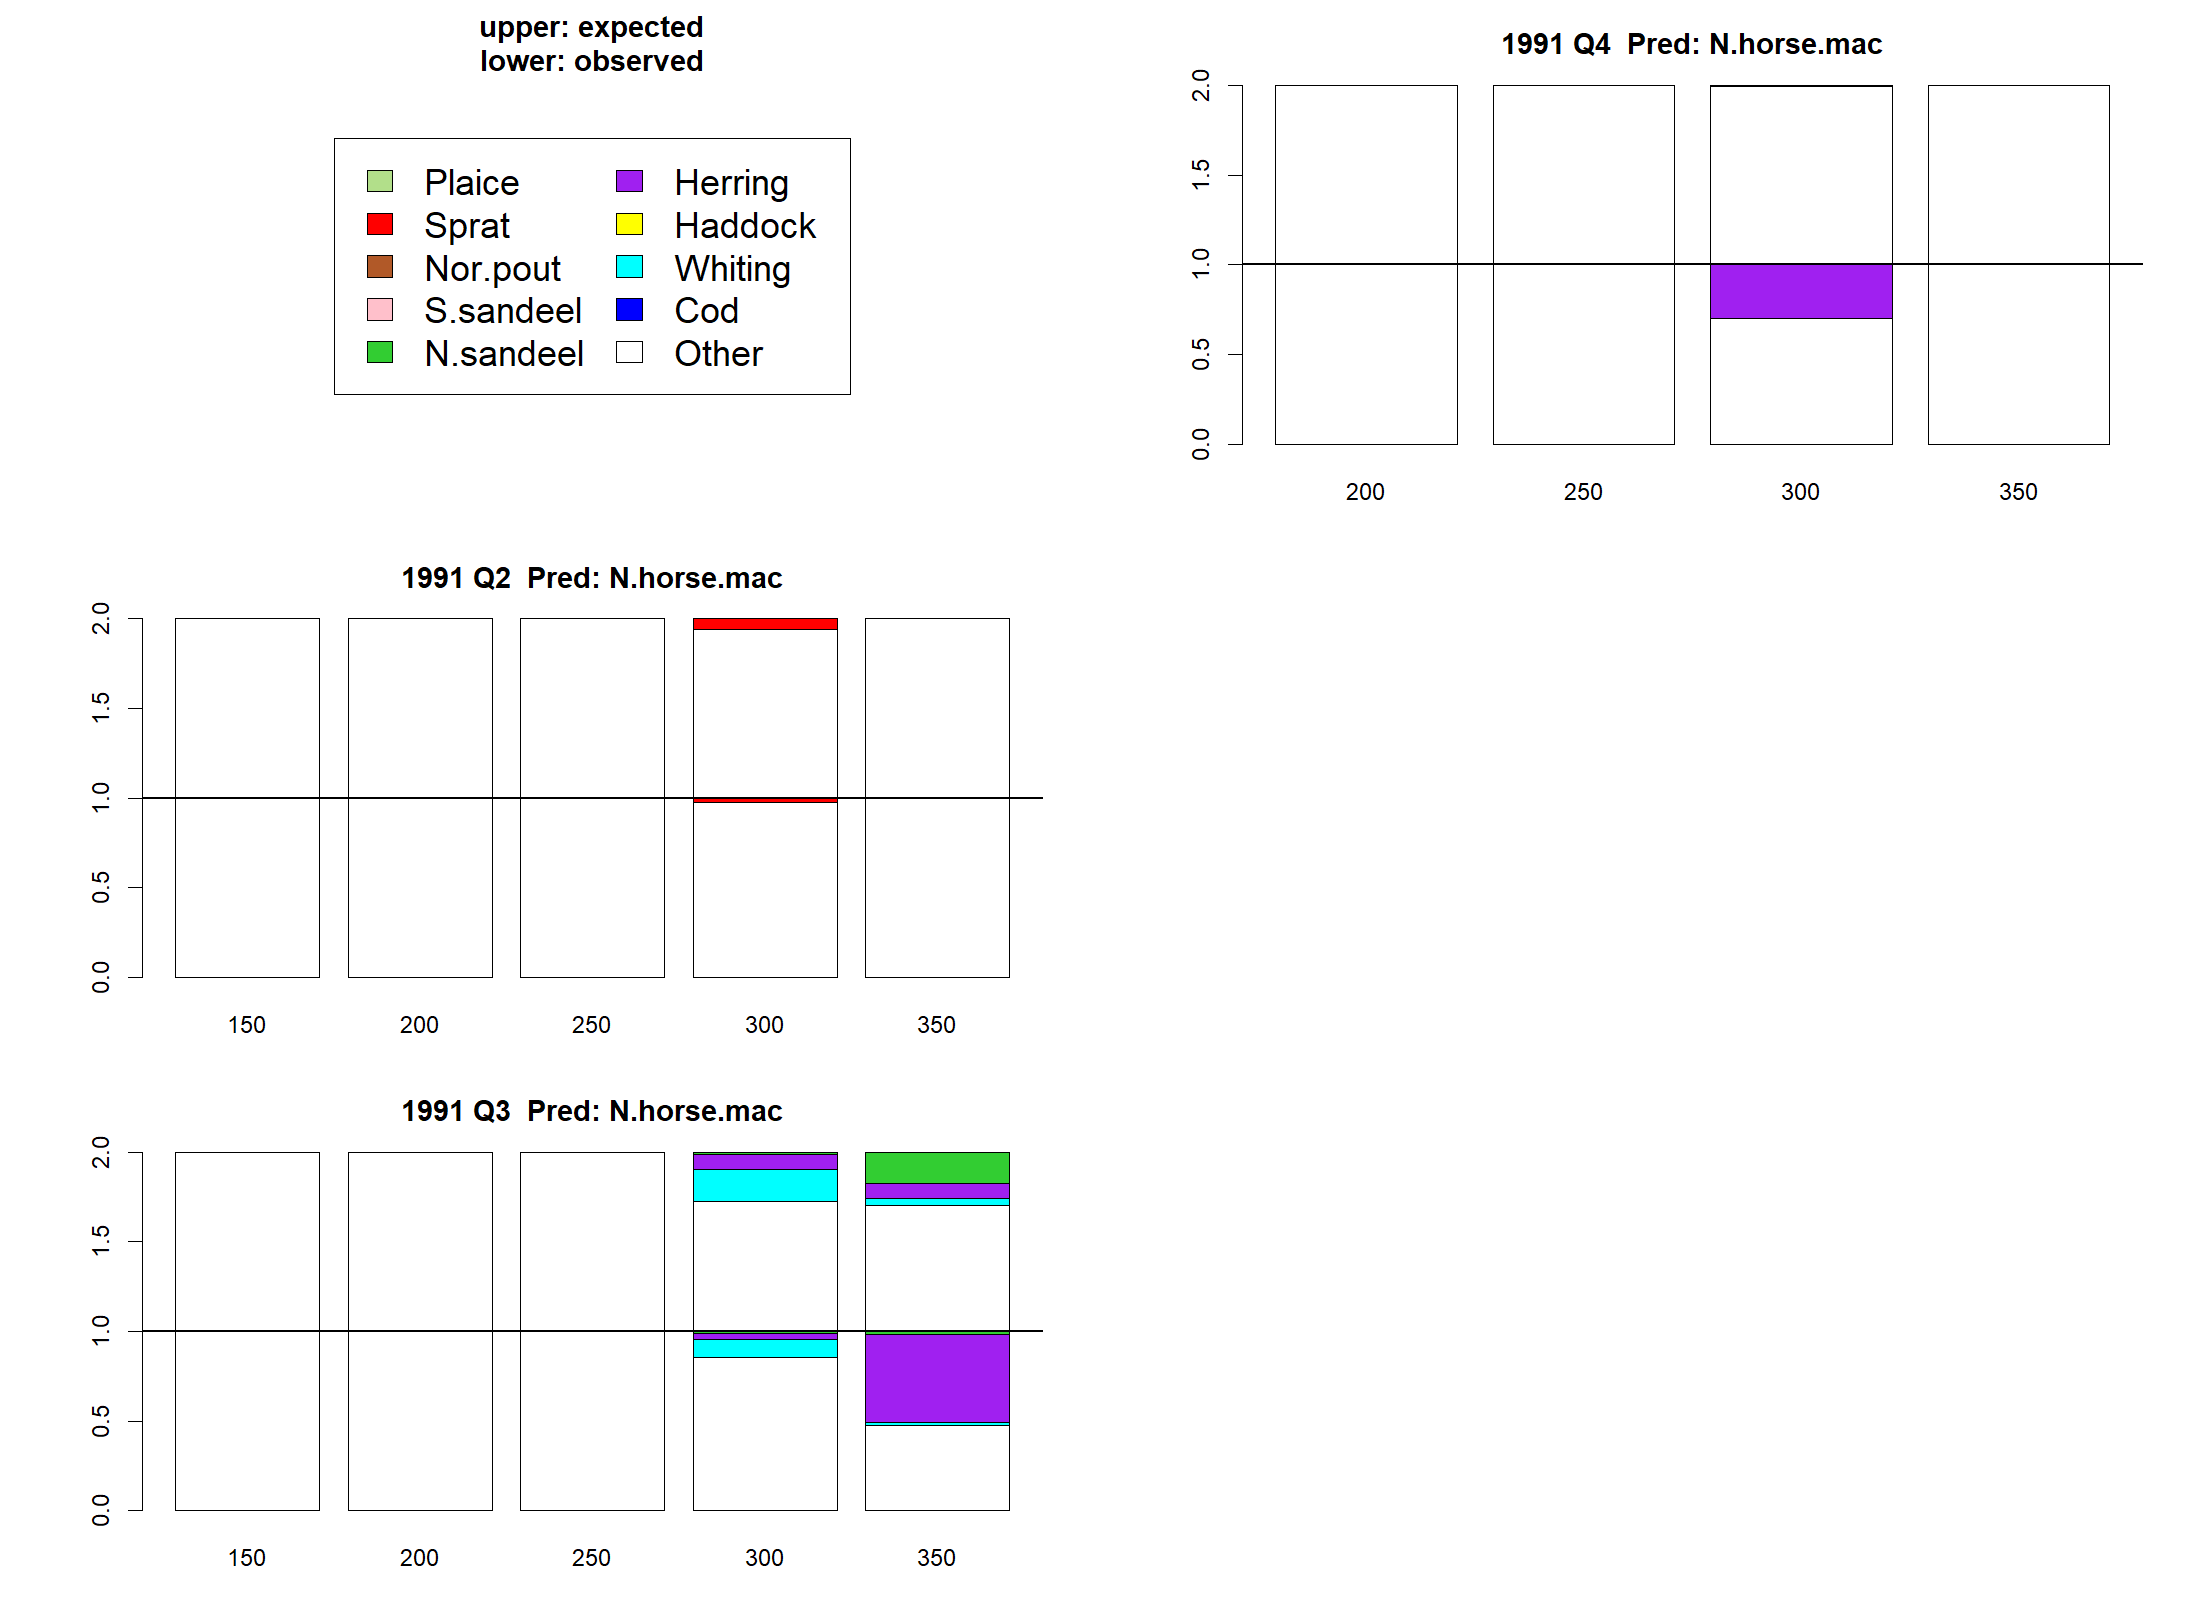 upper: expected
lower: observed
Plaice
Sprat
Nor.pout
S.sandeel
N.sandeel
Herring
Haddock
Whiting
Cod
Other
1991 Q4 Pred: N.horse.mac
2.0
1.5
1.0
0.5
0.0
200 250 300 350
1991 Q2 Pred: N.horse.mac
2.0
1.5
1.0
0.5
0.0
150 200 250 300 350
1991 Q3 Pred: N.horse.mac
2.0
1.5
1.0
0.5
0.0
150 200 250 300 350